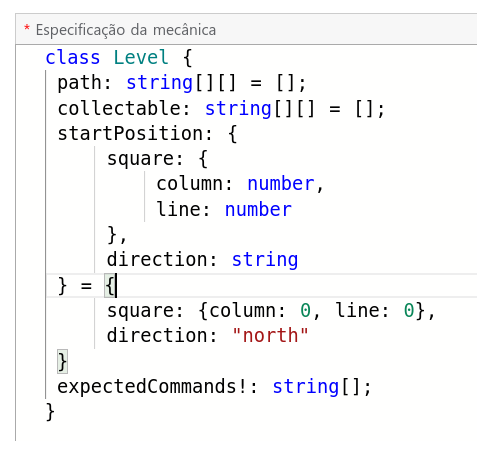 * Especificação da mecânica
class Level {
path: string[][] = [];
collectable: string[][] = [];
startPosition: {
square: {
column: number,
line: number
},
direction: string
} = {
square: {column: 0, line: 0},
direction: "north"
}
expectedCommands!: string[];
}